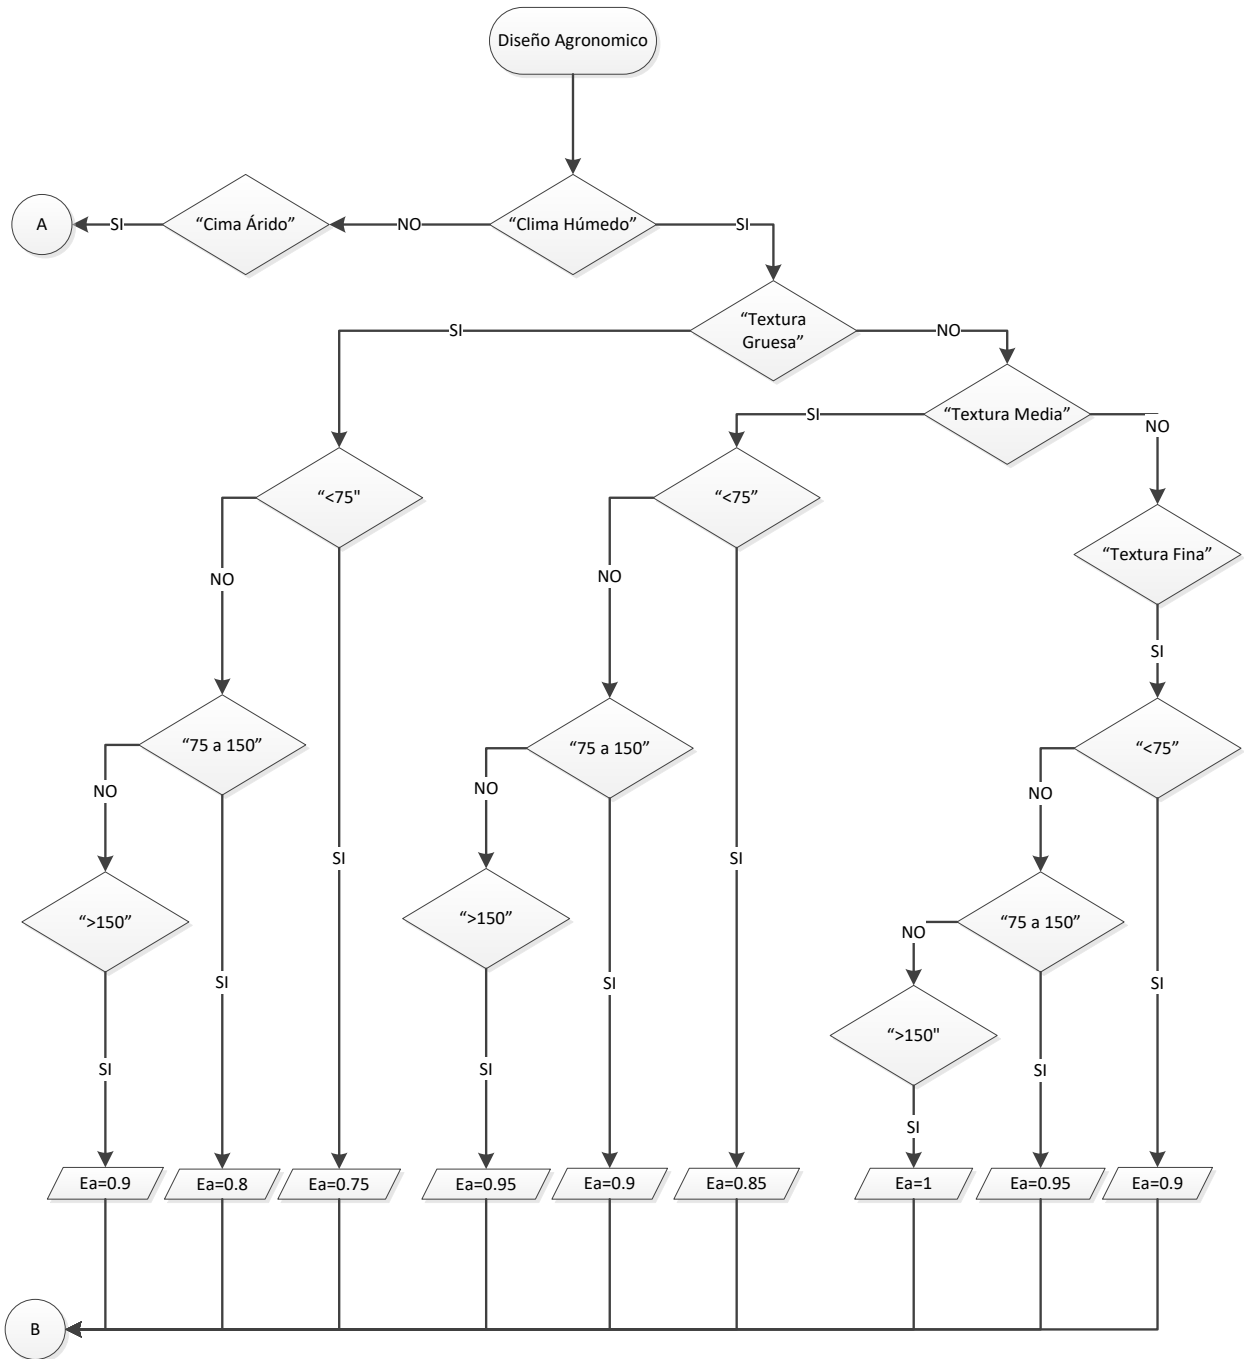 Diseño Agronomico
A
SI
“Cima Árido”
NO
“Clima Húmedo”
SI
“Textura
Gruesa”
SI
NO
“Textura Media”
SI
NO
“<75"
“<75”
“Textura Fina”
NO
NO
SI
“75 a 150”
“75 a 150”
“<75”
NO
NO
NO
SI
SI
“>150”
“>150”
“75 a 150”
NO
SI
SI
SI
“>150"
SI
SI
SI
SI
Ea=0.9
Ea=0.8
Ea=0.75
Ea=0.95
Ea=0.9
Ea=0.85
Ea=1
Ea=0.95
Ea=0.9
B